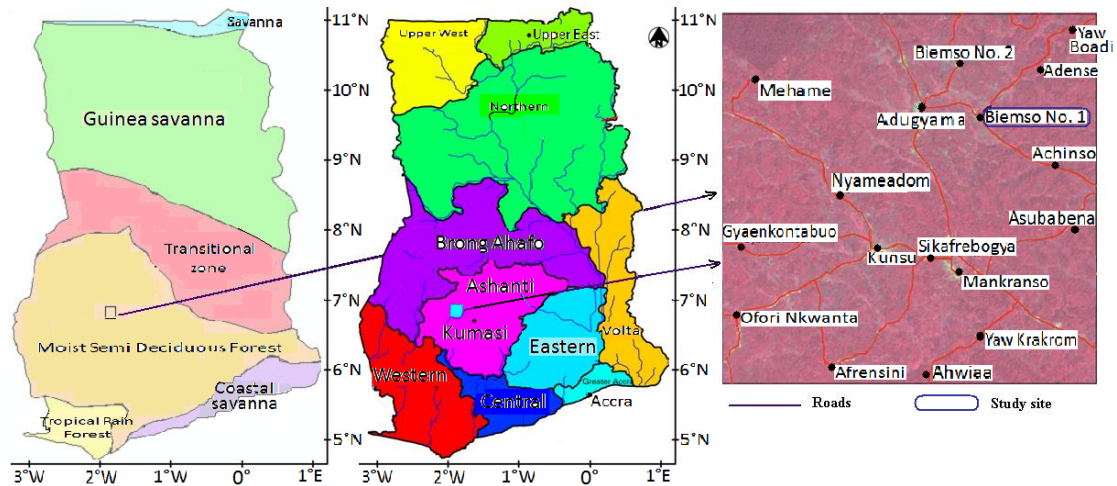 Savanna
Guinea savanna
Transitional
zone
Moist Semi Deciduous Forest
Coastal
savanna
Tropical Rain
Forest
3°W
2°W
1°W
0°
1°E
11°N
10°N
9°N
8°N
7°N
6°N
5°N
Upper West
Upper East
N
Northern
Brong Ahafo
Ashanti
Kumasi
Volta
Eastern
Western
Greater Accra
Central
Accra
3°W
2°W
1°W
0°
1°E
11°N
10°N
9°N
8°N
7°N
6°N
5°N
Yaw
Boadi
Biemso No. 2
Adense
Mehame
Adugyama
Biemso No. 1
Achinso
Nyameadom
Asubabena
Gyaenkontabuo
Sikafrebogya
Kunsu
Mankranso
Ofori Nkwanta
Yaw Krakrom
Afrensini
Ahwiaa
Roads
Study site